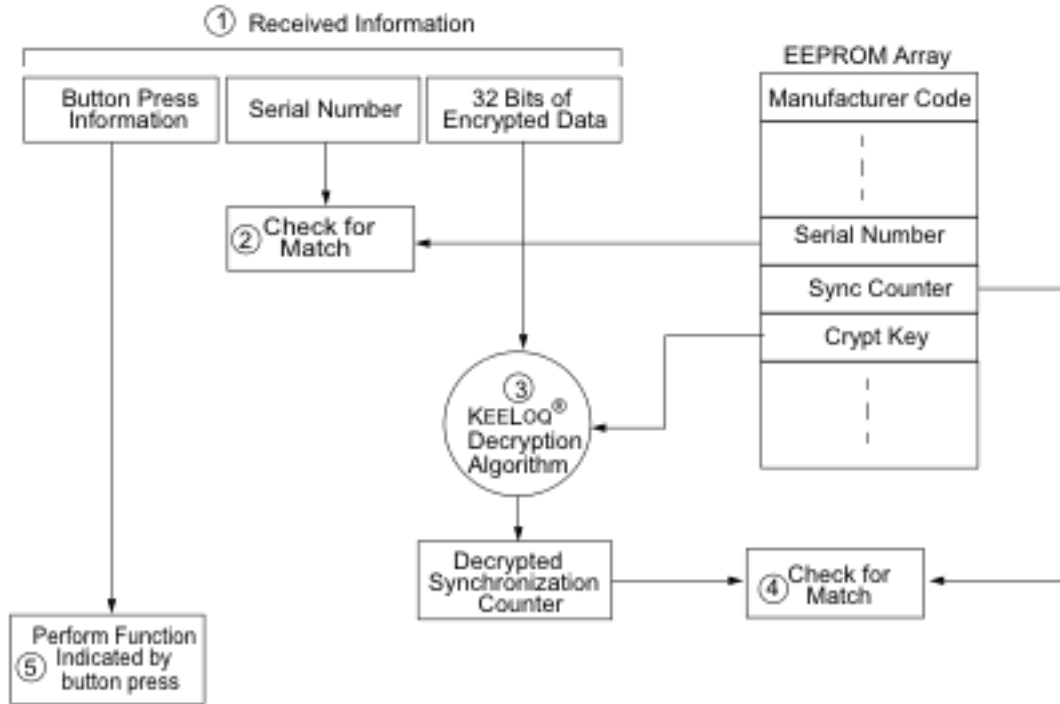 ① Received Information
Button Press
Information
Serial Number
32 Bits of
Encrypted Data
EEPROM Array
Manufacturer Code
Serial Number
Sync Counter
Crypt Key
② Check for
Match
③
KEELOQ®
Decryption
Algorithm
Decrypted
Synchronization
Counter
④ Check for
Match
Perform Function
⑤ Indicated by
button press